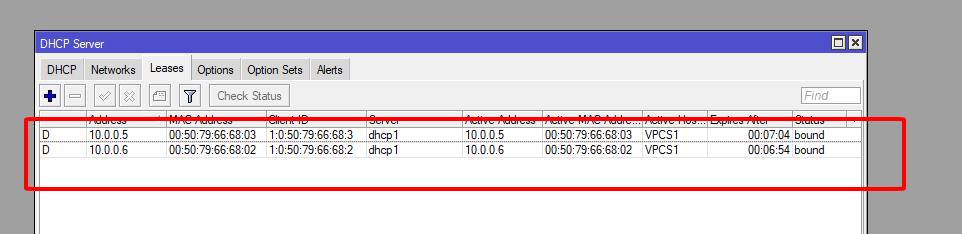 DHCP Server
DHCP Networks Leases Options Option Sets Alerts
Check Status Find
Address MAC Address Client ID Server Active Address Active MAC Addre... Active Hos... Expires After Status
D 10.0.0.5 00:50:79:66:68:03 1:0:50:79:66:68:3 dhcp1 10.0.0.5 00:50:79:66:68:03 VPCS1 00:07:04 bound
D 10.0.0.6 00:50:79:66:68:02 1:0:50:79:66:68:2 dhcp1 10.0.0.6 00:50:79:66:68:02 VPCS1 00:06:54 bound